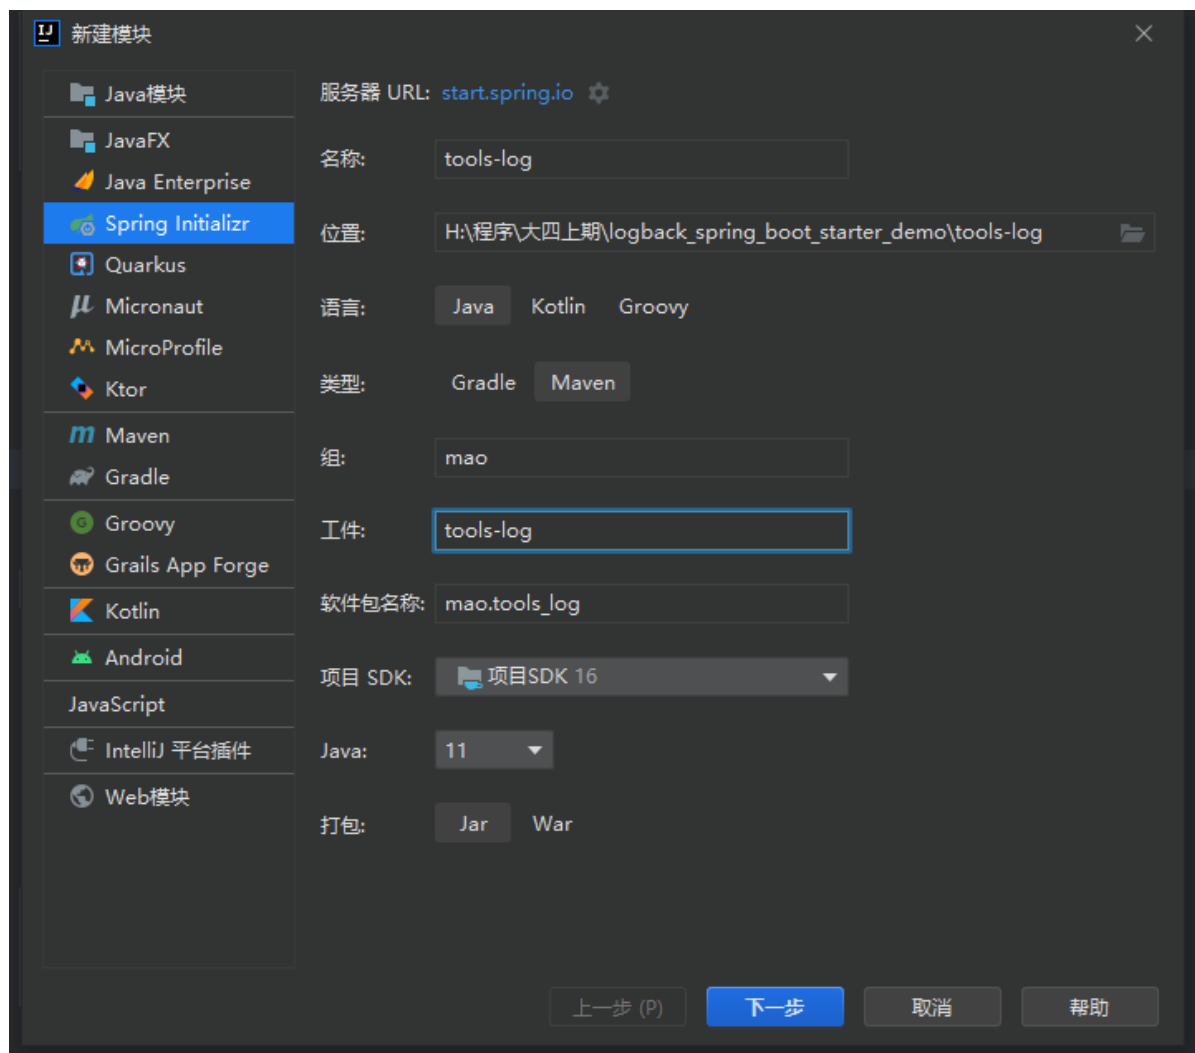 新建模块
Java模块
JavaFX
Java Enterprise
Spring Initializr
Quarkus
Micronaut
MicroProfile
Ktor
Maven
Gradle
Groovy
Grails App Forge
Kotlin
Android
JavaScript
IntelliJ 平台插件
Web模块
服务器 URL: start.spring.io
名称: tools-log
位置: H:\程序\大四上期\logback_spring_boot_starter_demo\tools-log
语言: Java Kotlin Groovy
类型: Gradle Maven
组: mao
工件: tools-log
软件包名称: mao.tools_log
项目 SDK: 项目SDK 16
Java: 11
打包: Jar War
上一步 (P) 下一步 取消 帮助